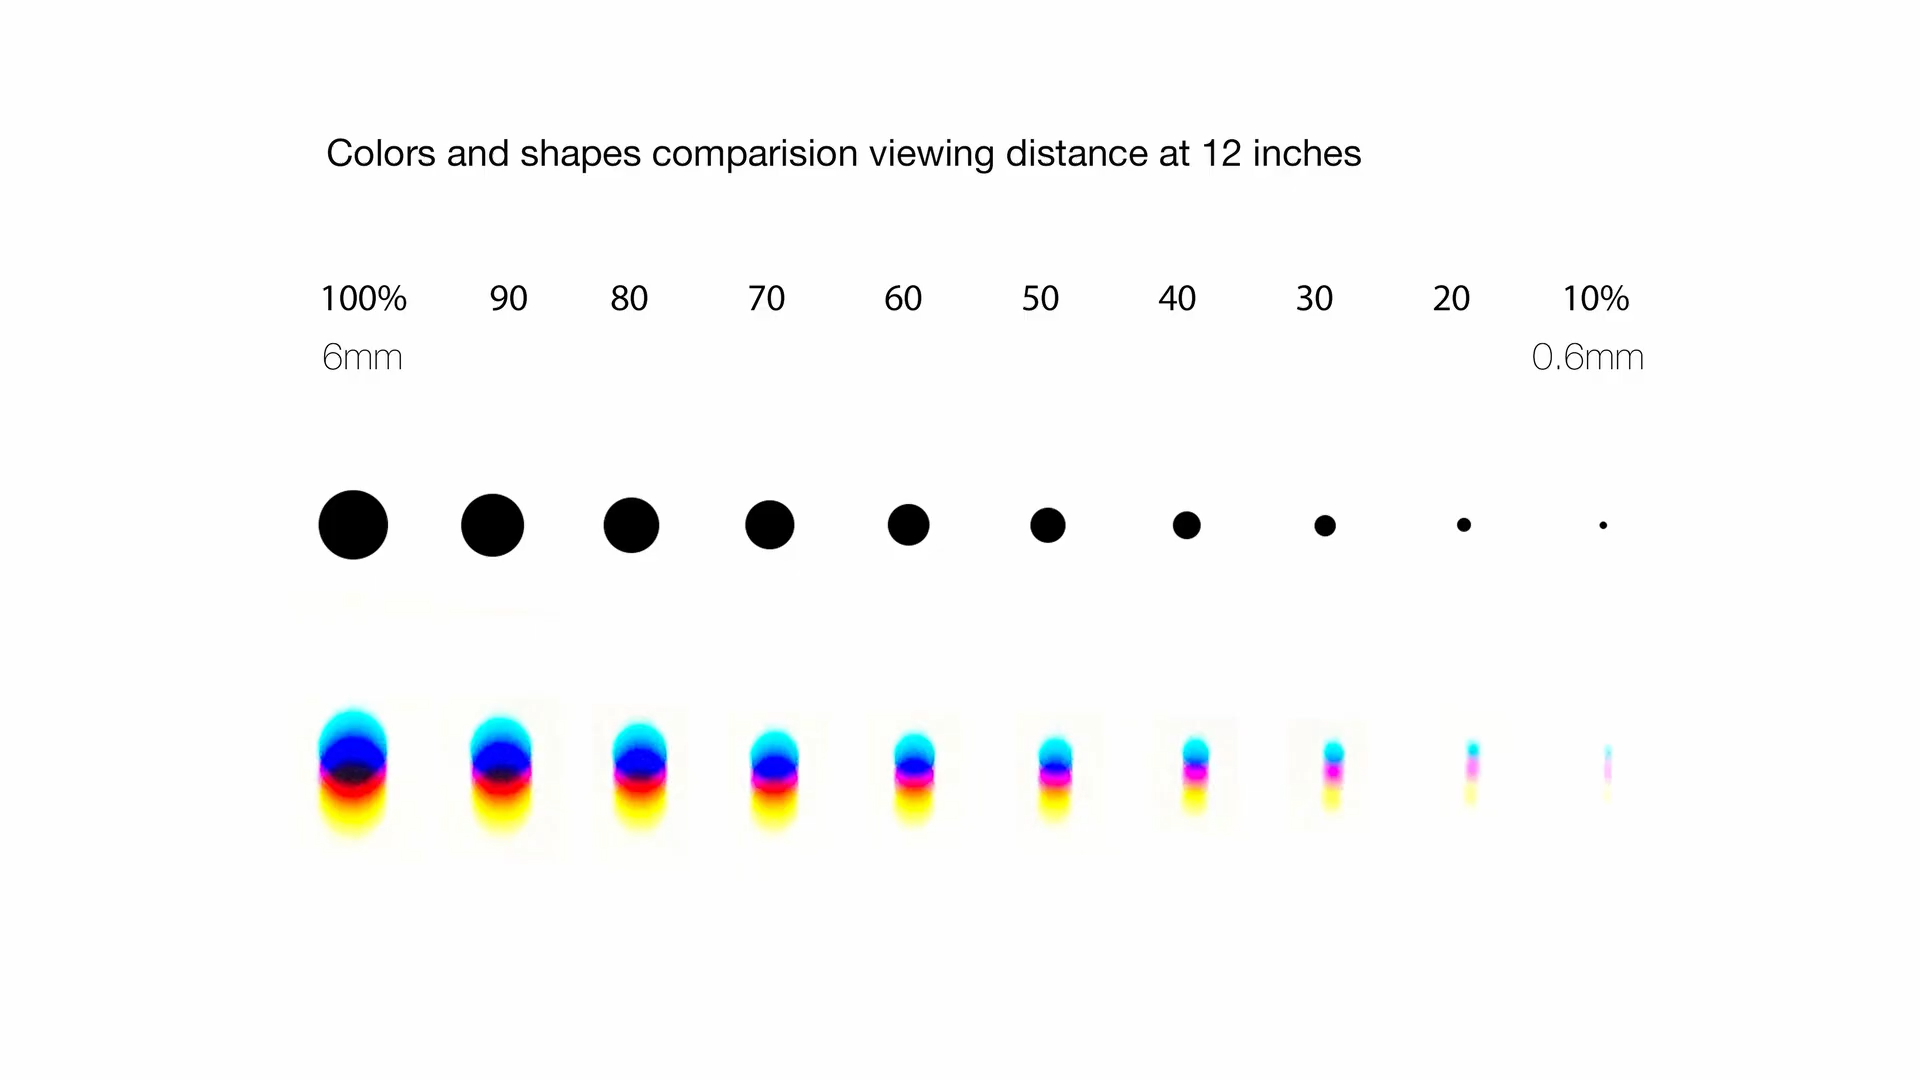 Colors and shapes comparision viewing distance at 12 inches
100% 90 80 70 60 50 40 30 20 10%
6mm 0.6mm